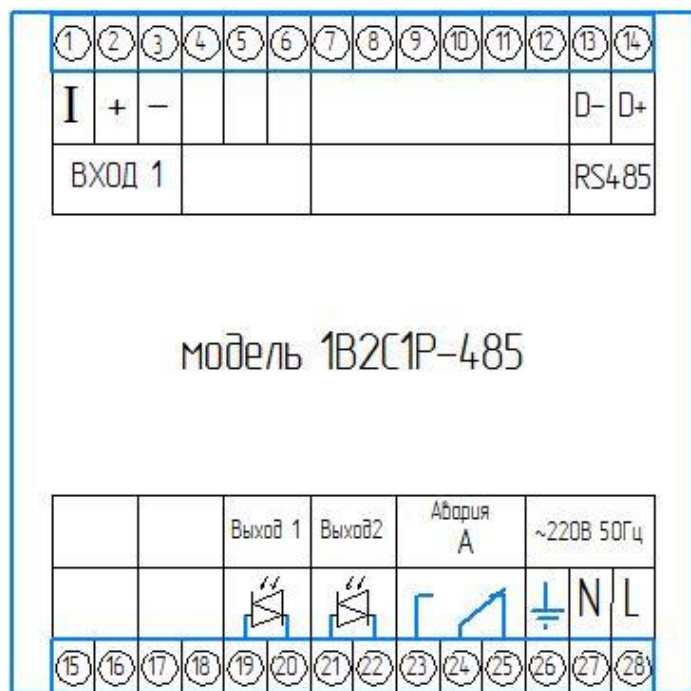 1 2 3 4 5 6 7 8 9 10 11 12 13 14
I + − D− D+
ВХОД 1 RS485
модель 1В2С1Р-485
Выход 1 Выход2 Авария А ~220В 50Гц
N L
15 16 17 18 19 20 21 22 23 24 25 26 27 28